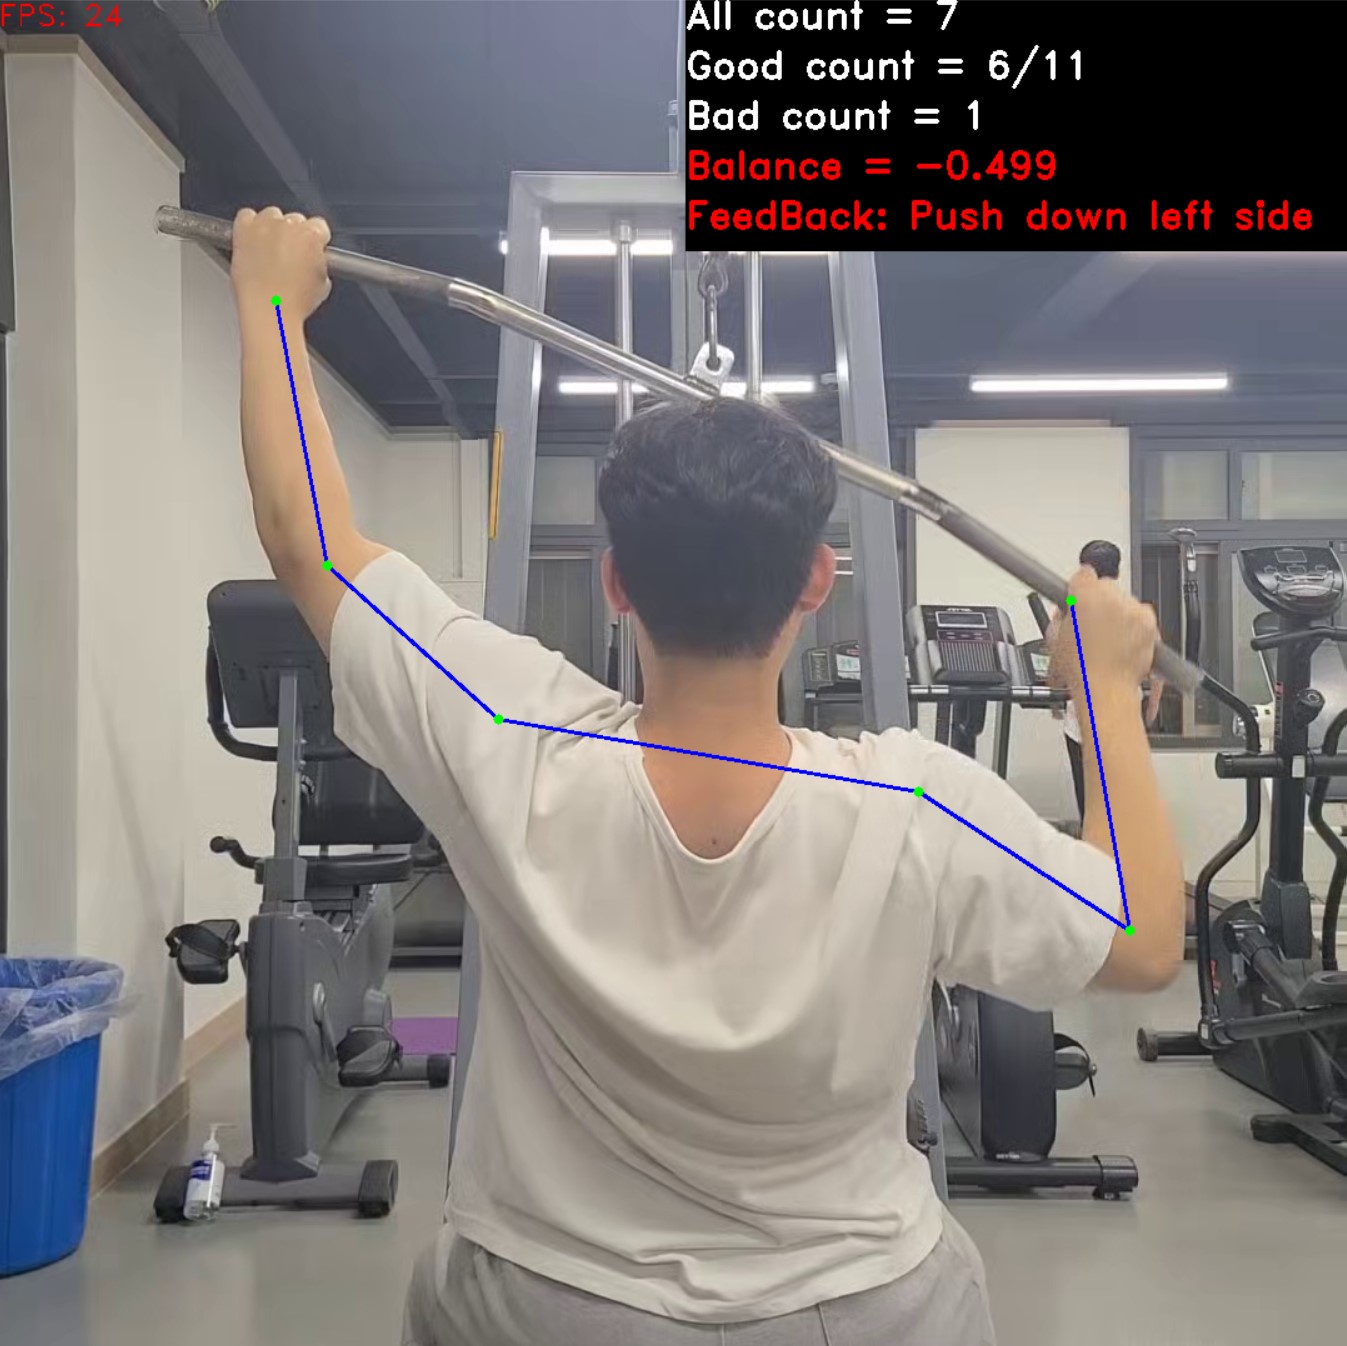 FPS: 24
All count = 7
Good count = 6/11
Bad count = 1
Balance = -0.499
FeedBack: Push down left side